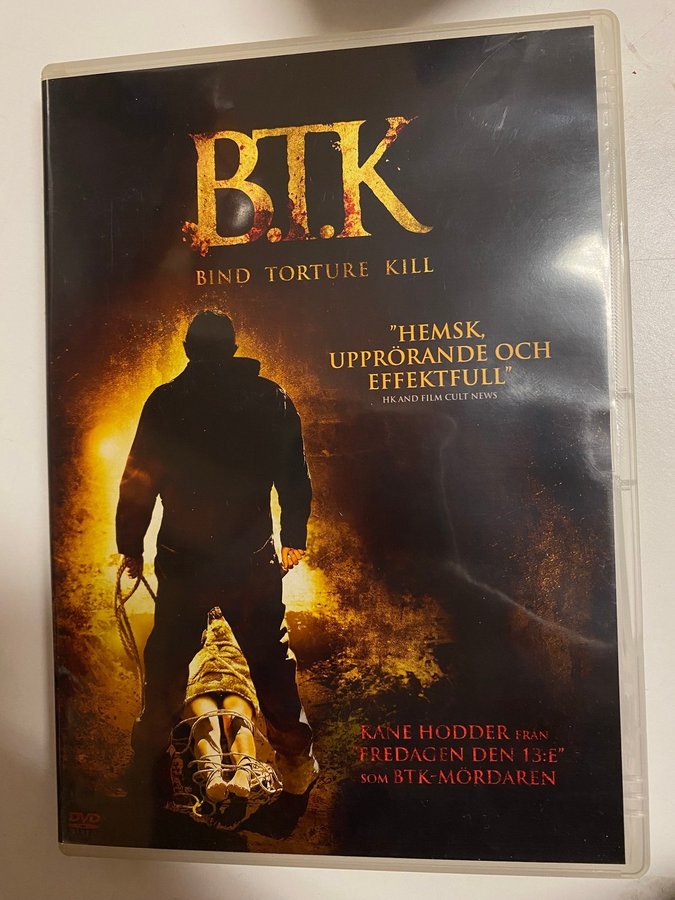 B.T.K
BIND TORTURE KILL
"HEMSK,
UPPRÖRANDE OCH
EFFEKTFULL"
HK AND FILM CULT NEWS
KANE HODDER FRÅN
"FREDAGEN DEN 13:E"
SOM BTK-MÖRDAREN
DVD